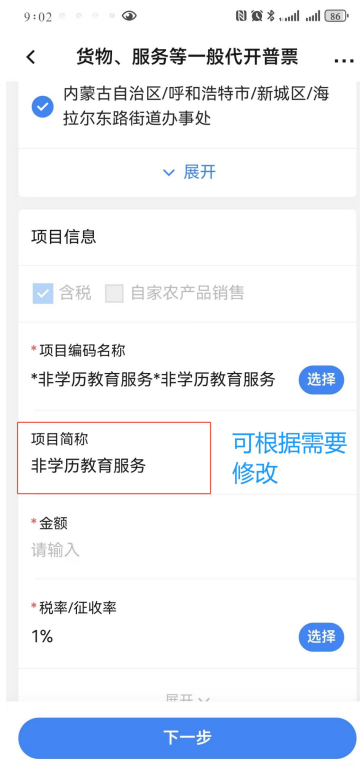 9:02
86
货物、服务等一般代开普票
内蒙古自治区/呼和浩特市/新城区/海
拉尔东路街道办事处
展开
项目信息
含税 自家农产品销售
*项目编码名称
*非学历教育服务*非学历教育服务 选择
项目简称
非学历教育服务
可根据需要
修改
*金额
请输入
*税率/征收率
1% 选择
展开
下一步